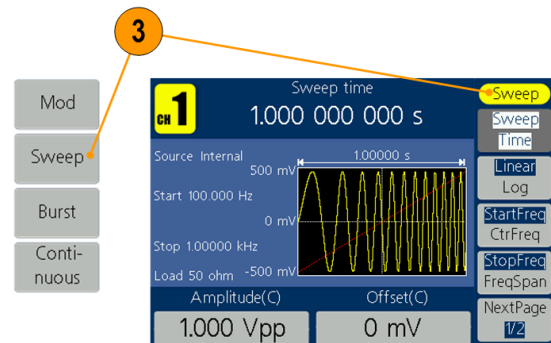 3
Mod
Sweep
Burst
Conti-
nuous
CH 1
Sweep time
1.000 000 000 s
Source Internal
Start 100.000 Hz
Stop 1.00000 kHz
Load 50 ohm
1.00000 s
500 mV
0 mV
-500 mV
Amplitude(C)
1.000 Vpp
Offset(C)
0 mV
Sweep
Sweep
Time
Linear
Log
StartFreq
CtrFreq
StopFreq
FreqSpan
NextPage
1/2